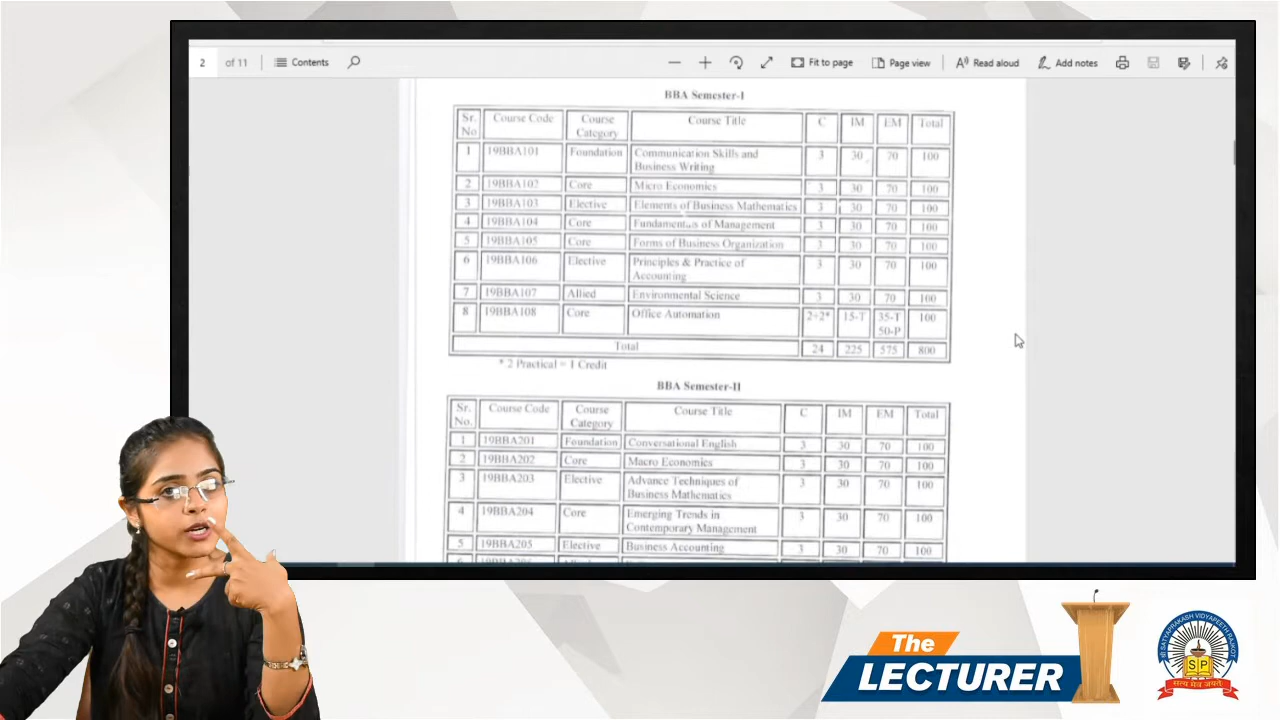 2 of 11 Contents Fit to page Page view Read aloud Add notes
BBA Semester-I
Sr. No Course Code Course Category Course Title C IM EM Total
1 19BBA101 Foundation Communication Skills and Business Writing 3 30 70 100
2 19BBA102 Core Micro Economics 3 30 70 100
3 19BBA103 Elective Elements of Business Mathematics 3 30 70 100
4 19BBA104 Core Fundamentals of Management 3 30 70 100
5 19BBA105 Core Forms of Business Organization 3 30 70 100
6 19BBA106 Elective Principles & Practice of Accounting 3 30 70 100
7 19BBA107 Allied Environmental Science 3 30 70 100
8 19BBA108 Core Office Automation 2+2* 15-T 35-T 50-P 100
Total 24 225 575 800
* 2 Practical = 1 Credit
BBA Semester-II
Sr. No. Course Code Course Category Course Title C IM EM Total
1 19BBA201 Foundation Conversational English 3 30 70 100
2 19BBA202 Core Macro Economics 3 30 70 100
3 19BBA203 Elective Advance Techniques of Business Mathematics 3 30 70 100
4 19BBA204 Core Emerging Trends in Contemporary Management 3 30 70 100
5 19BBA205 Elective Business Accounting 3 30 70 100
The
LECTURER
SATYAPRAKASH VIDYAPEETH RAJKOT
SP
सत्य मेव जयते